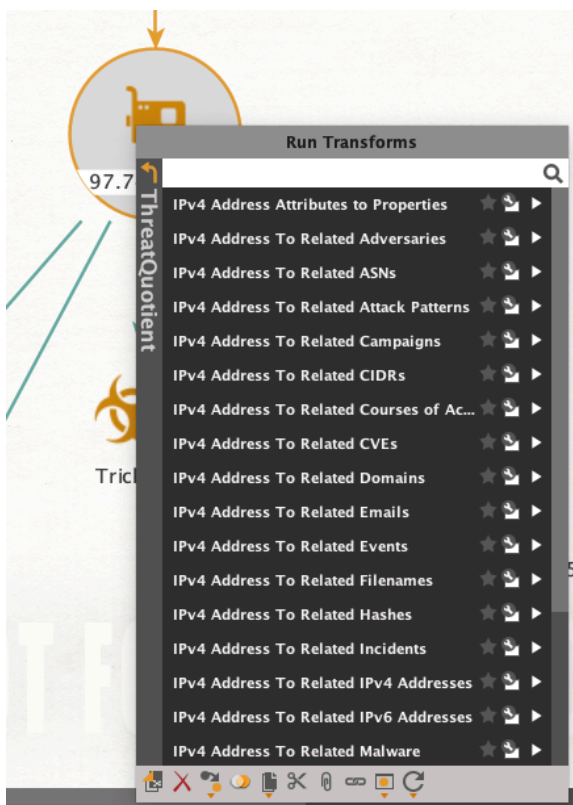 Run Transforms
97.7
ThreatQuotient
IPv4 Address Attributes to Properties
IPv4 Address To Related Adversaries
IPv4 Address To Related ASNs
IPv4 Address To Related Attack Patterns
IPv4 Address To Related Campaigns
IPv4 Address To Related CIDRs
IPv4 Address To Related Courses of Ac...
IPv4 Address To Related CVEs
IPv4 Address To Related Domains
IPv4 Address To Related Emails
IPv4 Address To Related Events
IPv4 Address To Related Filenames
IPv4 Address To Related Hashes
IPv4 Address To Related Incidents
IPv4 Address To Related IPv4 Addresses
IPv4 Address To Related IPv6 Addresses
IPv4 Address To Related Malware